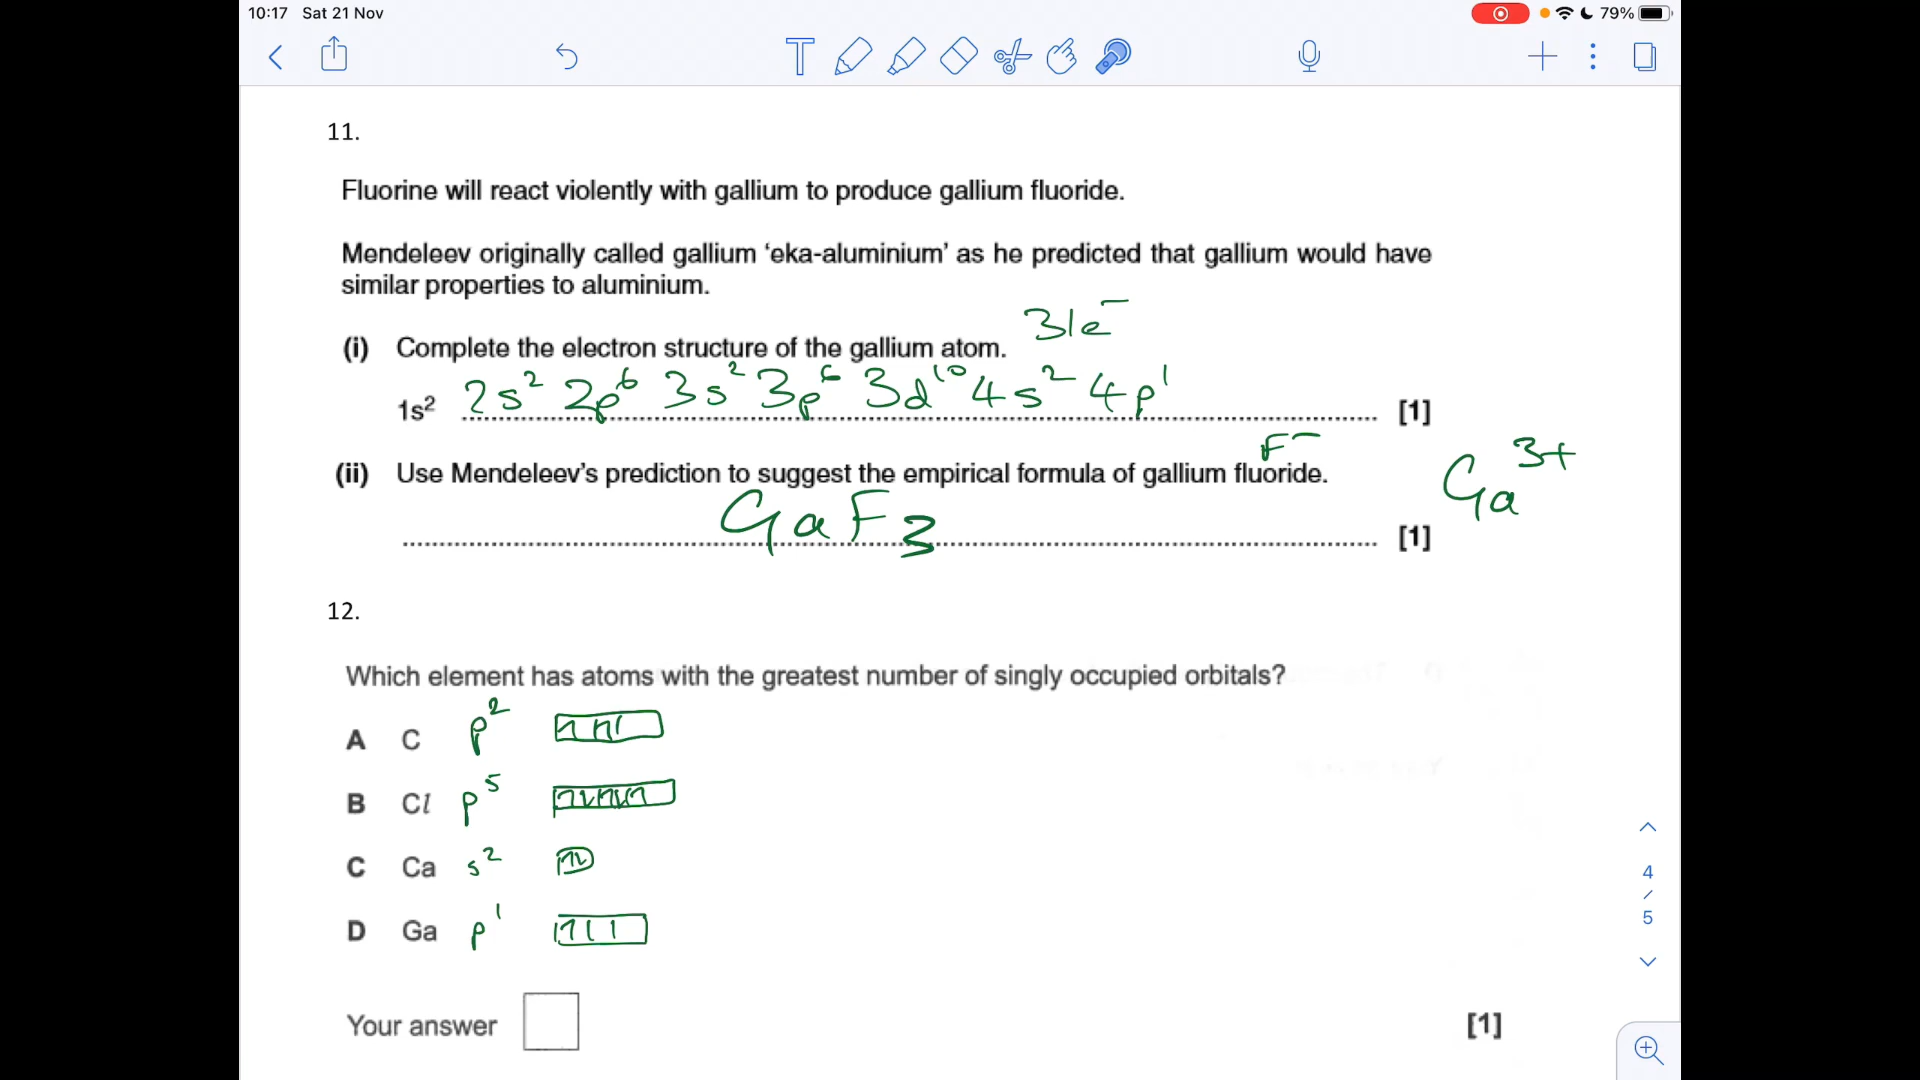 10:17 Sat 21 Nov
79%
11.
Fluorine will react violently with gallium to produce gallium fluoride.
Mendeleev originally called gallium ‘eka-aluminium’ as he predicted that gallium would have
similar properties to aluminium.
31e⁻
(i) Complete the electron structure of the gallium atom.
1s² 2s² 2p⁶ 3s² 3p⁶ 3d¹⁰ 4s² 4p¹ [1]
F⁻
(ii) Use Mendeleev’s prediction to suggest the empirical formula of gallium fluoride.
Ga³⁺
GaF₃ [1]
12.
Which element has atoms with the greatest number of singly occupied orbitals?
A C p²
B Cl p⁵
C Ca s²
D Ga p¹
4
/
5
Your answer [1]